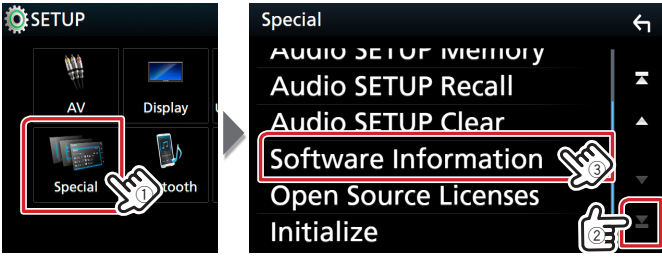 SETUP
AV
Display
Special
tooth
①
Special
Audio SETUP Memory
Audio SETUP Recall
Audio SETUP Clear
Software Information
③
Open Source Licenses
Initialize
②